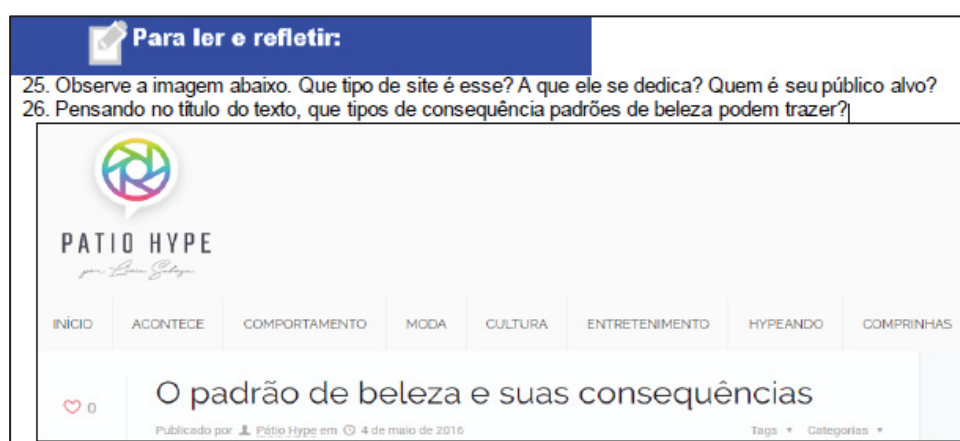 Para ler e refletir:
25. Observe a imagem abaixo. Que tipo de site é esse? A que ele se dedica? Quem é seu público alvo?
26. Pensando no título do texto, que tipos de consequência padrões de beleza podem trazer?
PATIO HYPE
por
INÍCIO ACONTECE COMPORTAMENTO MODA CULTURA ENTRETENIMENTO HYPEANDO COMPRINHAS
0 O padrão de beleza e suas consequências
Publicado por Pátio Hype em 4 de maio de 2016 Tags Categorias